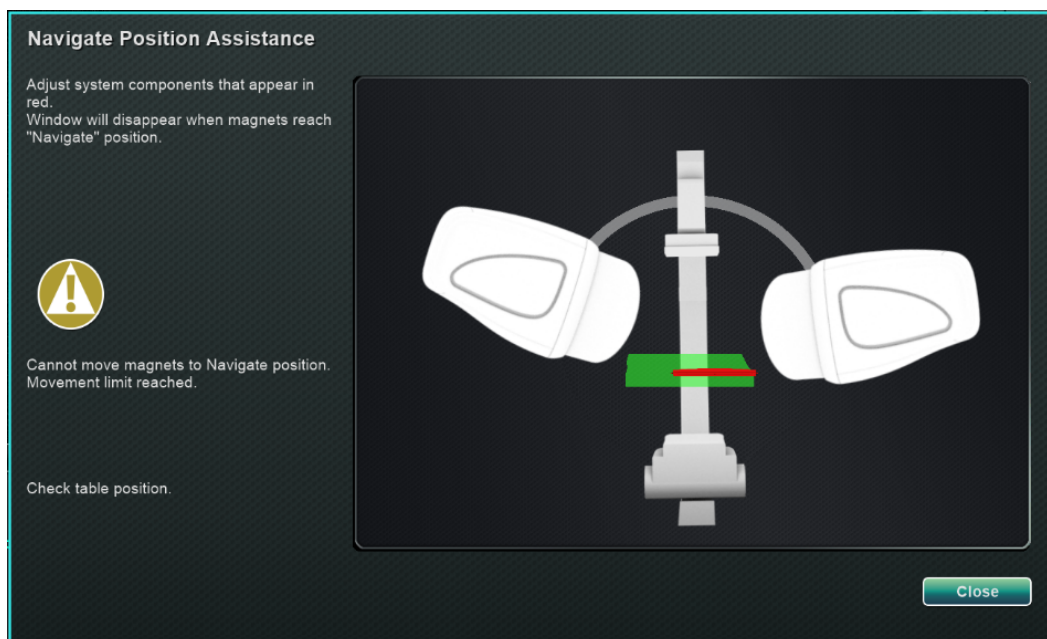 Navigate Position Assistance
Adjust system components that appear in
red.
Window will disappear when magnets reach
"Navigate" position.
Cannot move magnets to Navigate position.
Movement limit reached.
Check table position.
Close